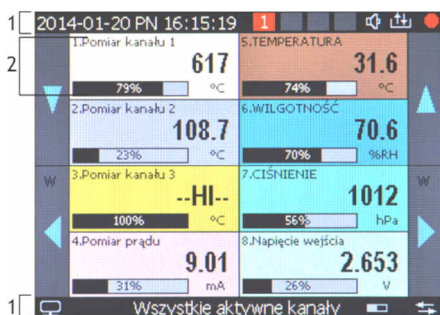 1
2014-01-20 PN 16:15:19 1
2
1.Pomiar kanału 1
617
79% °C
5.TEMPERATURA
31.6
74% °C
2.Pomiar kanału 2
108.7
23% °C
6.WILGOTNOŚĆ
70.6
70% %RH
W
3.Pomiar kanału 3
--HI--
100% °C
7.CIŚNIENIE
1012
56% hPa
W
4.Pomiar prądu
9.01
31% mA
8.Napięcie wejścia
2.653
26% V
1
Wszystkie aktywne kanały